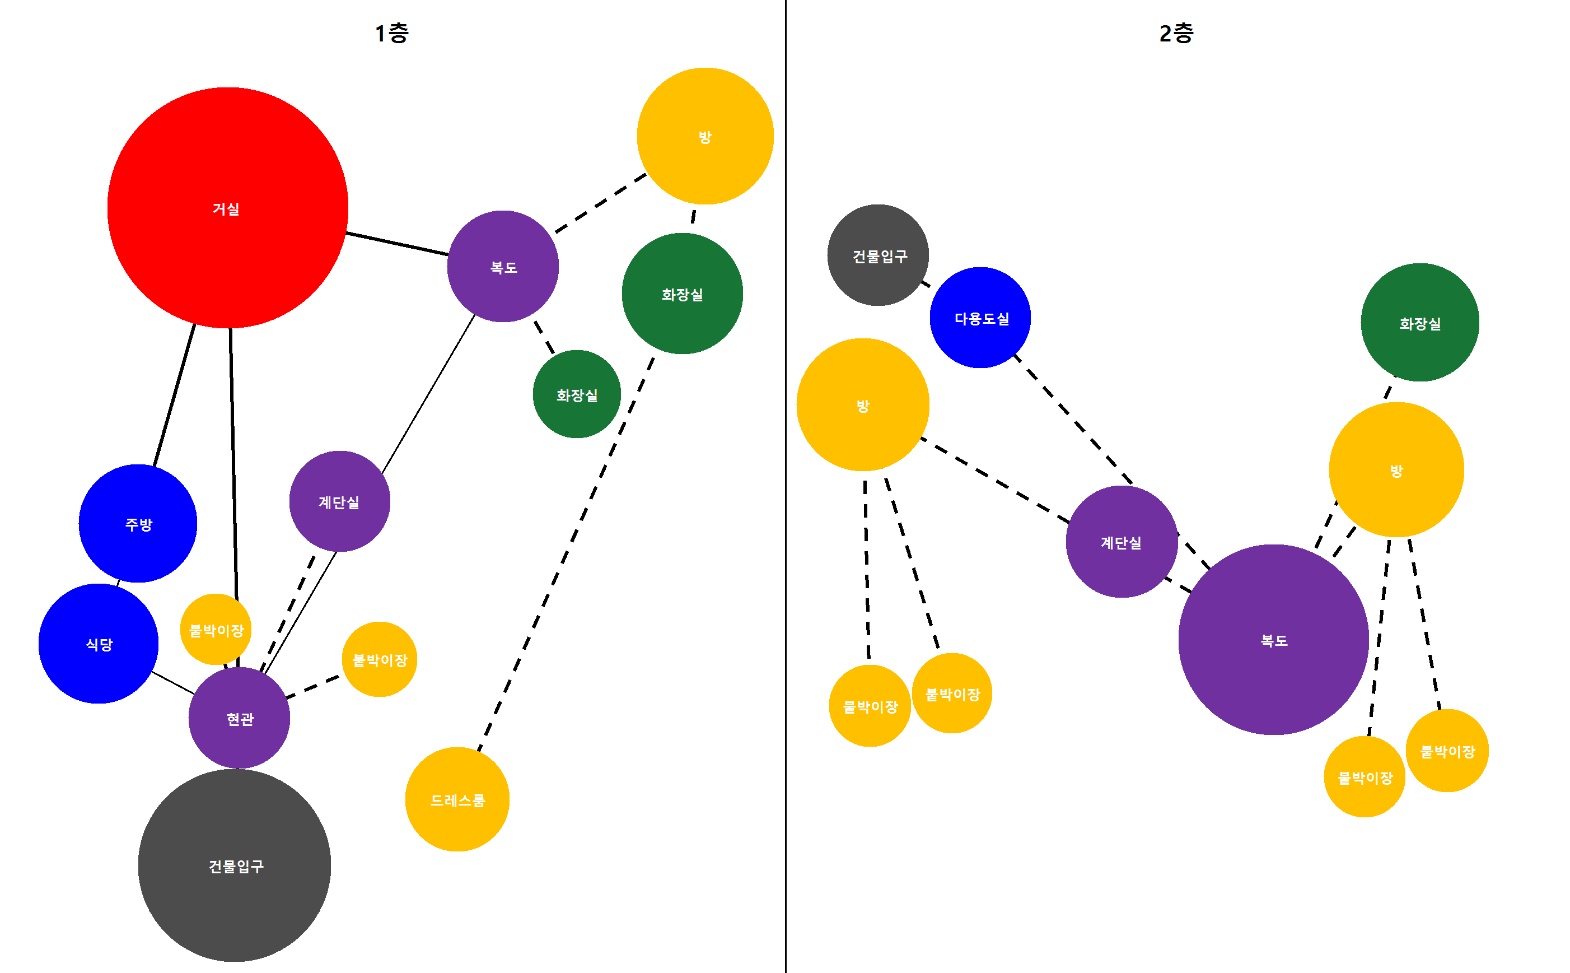 1층
방
거실
복도
화장실
화장실
계단실
주방
붙박이장
식당
붙박이장
현관
드레스룸
건물입구
2층
건물입구
다용도실
화장실
방
방
계단실
복도
붙박이장
붙박이장
붙박이장
붙박이장